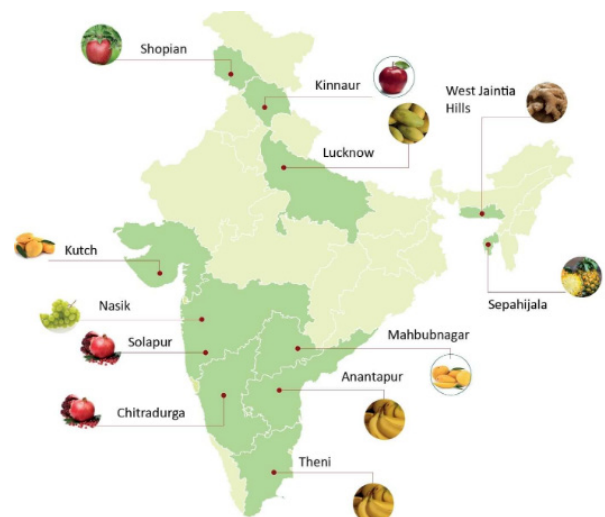 Shopian
Kinnaur
West Jaintia
Hills
Lucknow
Kutch
Sepahijala
Nasik
Mahbubnagar
Solapur
Anantapur
Chitradurga
Theni